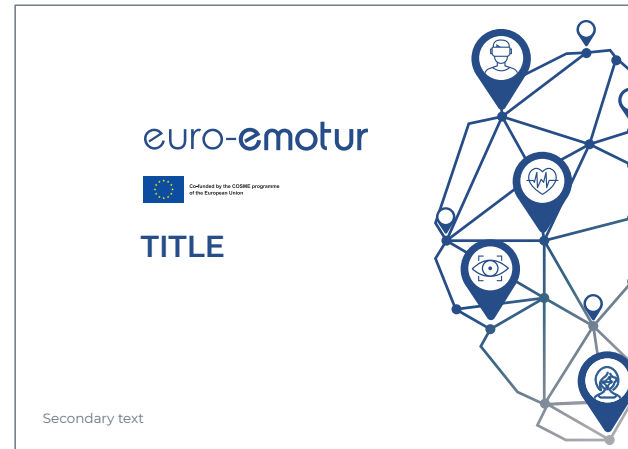 euro-emotur
Co-funded by the COSME programme
of the European Union
TITLE
Secondary text